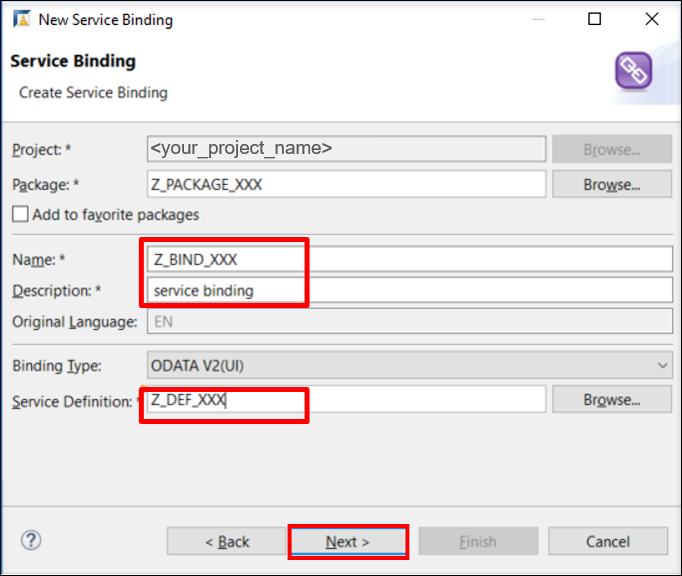 New Service Binding
Service Binding
Create Service Binding
Project: * <your_project_name> Browse...
Package: * Z_PACKAGE_XXX Browse...
Add to favorite packages
Name: * Z_BIND_XXX
Description: * service binding
Original Language: EN
Binding Type: ODATA V2(UI)
Service Definition: * Z_DEF_XXX Browse...
? < Back Next > Finish Cancel